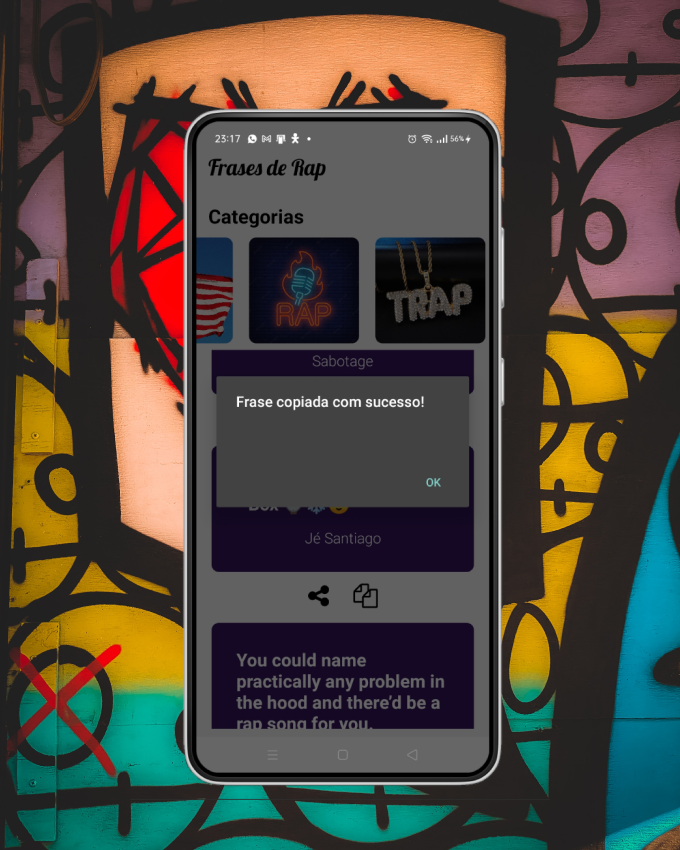 23:17
56%
Frases de Rap
Categorias
RAP
TRAP
Sabotage
Frase copiada com sucesso!
OK
Box
Jé Santiago
You could name
practically any problem in
the hood and there’d be a
rap song for you.